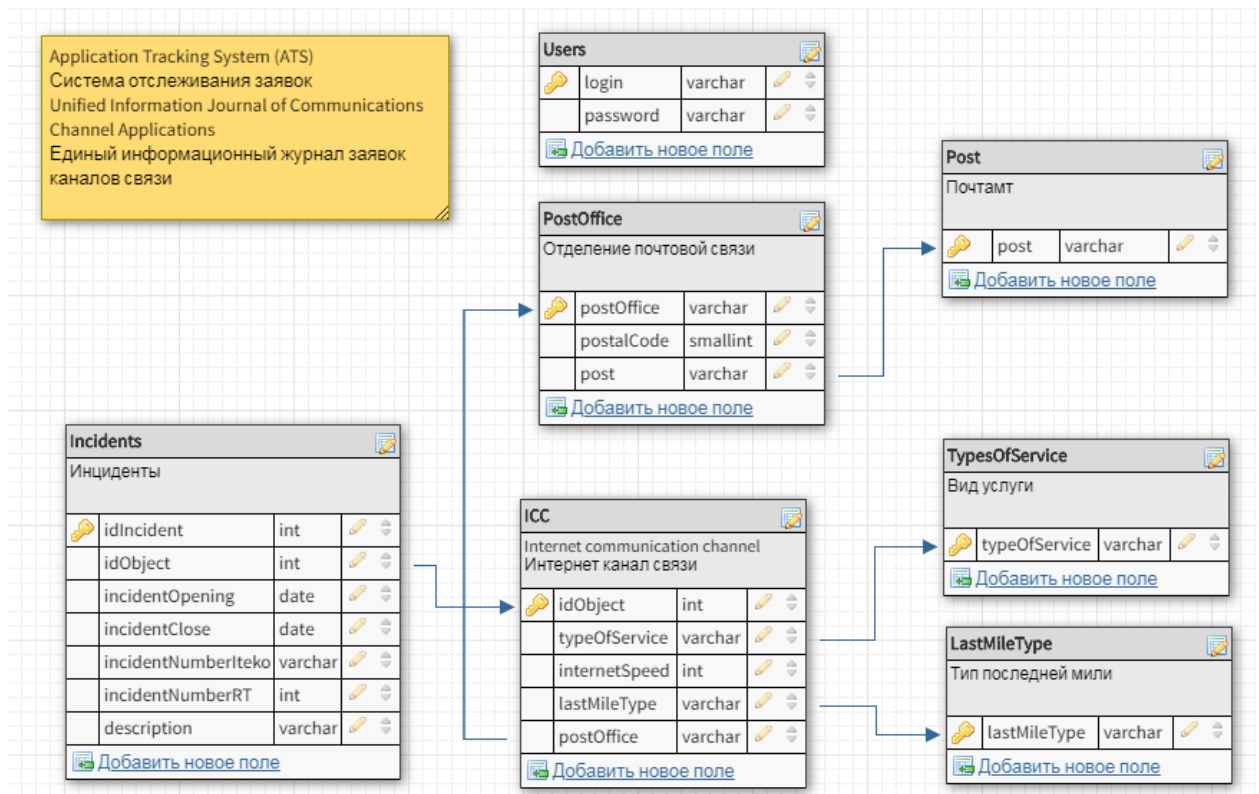 Application Tracking System (ATS)
Система отслеживания заявок
Unified Information Journal of Communications
Channel Applications
Единый информационный журнал заявок
каналов связи
Users
login varchar
password varchar
Добавить новое поле
Post
Почтамт
post varchar
Добавить новое поле
PostOffice
Отделение почтовой связи
postOffice varchar
postalCode smallint
post varchar
Добавить новое поле
Incidents
Инциденты
idIncident int
idObject int
incidentOpening date
incidentClose date
incidentNumberIteko varchar
incidentNumberRT int
description varchar
Добавить новое поле
ICC
Internet communication channel
Интернет канал связи
idObject int
typeOfService varchar
internetSpeed int
lastMileType varchar
postOffice varchar
Добавить новое поле
TypesOfService
Вид услуги
typeOfService varchar
Добавить новое поле
LastMileType
Тип последней мили
lastMileType varchar
Добавить новое поле